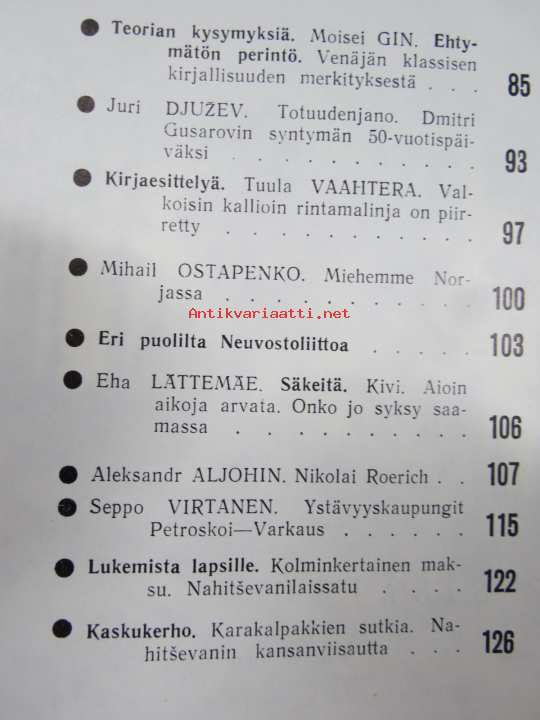 ● Teorian kysymyksiä. Moisei GIN. Ehty-
mätön perintö. Venäjän klassisen
kirjallisuuden merkityksestä . . . 85
● Juri DJUŽEV. Totuudenjano. Dmitri
Gusarovin syntymän 50-vuotispäi-
väksi . . . . . . . . . . 93
● Kirjaesittelyä. Tuula VAAHTERA. Val-
koisin kallioin rintamalinja on piir-
retty . . . . . . . . . . 97
● Mihail OSTAPENKO. Miehemme Nor-
jassa . . . . . . . . . . 100
Antikvariaatti.net
● Eri puolilta Neuvostoliittoa . . . . . 103
● Eha LÄTTEMÄE. Säkeitä. Kivi. Aioin
aikoja arvata. Onko jo syksy saa-
massa . . . . . . . . . 106
● Aleksandr ALJOHIN. Nikolai Roerich . . 107
● Seppo VIRTANEN. Ystävyyskaupungit
Petroskoi—Varkaus . . . . . . 115
● Lukemista lapsille. Kolminkertainen mak-
su. Nahitševanilaissatu . . . . 122
● Kaskukerho. Karakalpakkien sutkia. Na-
hitševanin kansanviisautta . . . 126